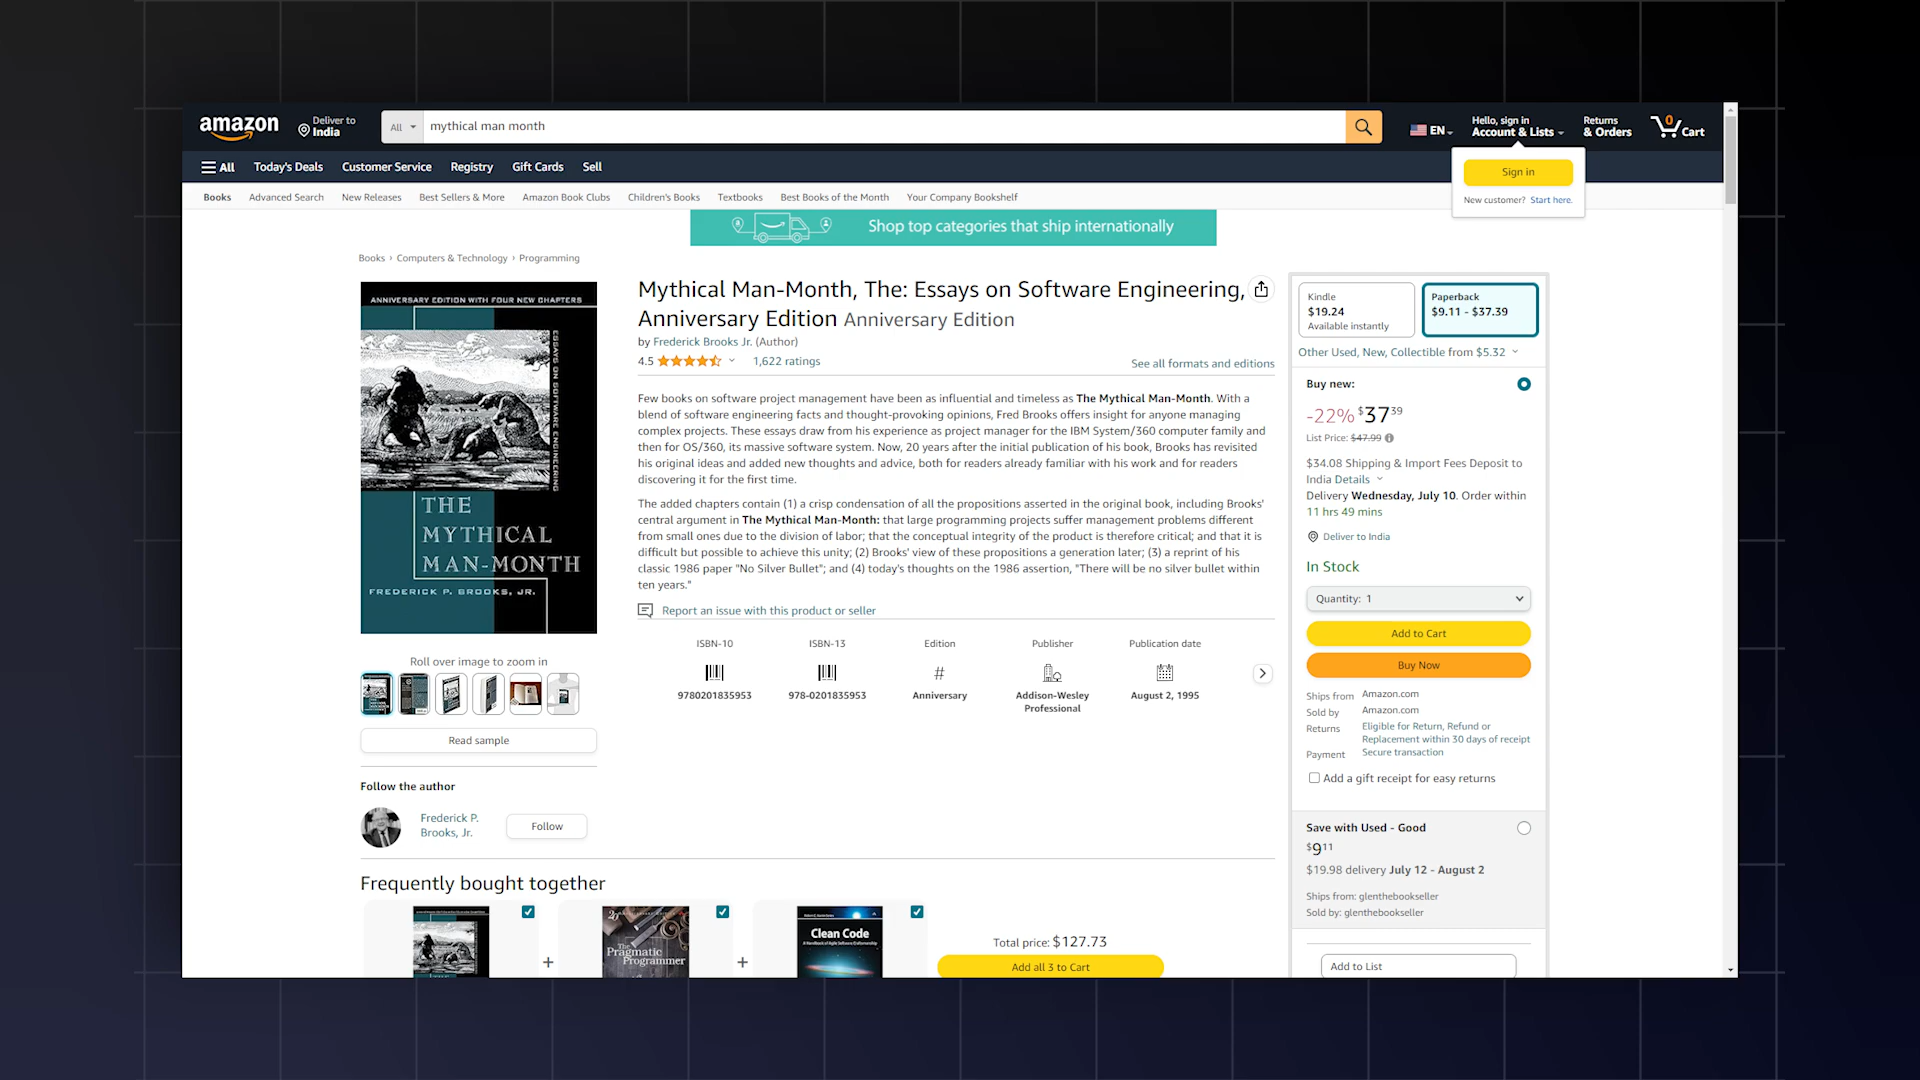 amazon
Deliver to
India
All
mythical man month
EN
Hello, sign in
Account & Lists
Returns
& Orders
0
Cart
All
Today's Deals
Customer Service
Registry
Gift Cards
Sell
Sign in
New customer? Start here.
Books
Advanced Search
New Releases
Best Sellers & More
Amazon Book Clubs
Children's Books
Textbooks
Best Books of the Month
Your Company Bookshelf
Shop top categories that ship internationally
Books › Computers & Technology › Programming
ANNIVERSARY EDITION WITH FOUR NEW CHAPTERS
ESSAYS ON SOFTWARE ENGINEERING
THE
MYTHICAL
MAN-MONTH
FREDERICK P. BROOKS, JR.
Roll over image to zoom in
Read sample
Follow the author
Frederick P.
Brooks, Jr.
Follow
Mythical Man-Month, The: Essays on Software Engineering,
Anniversary Edition Anniversary Edition
by Frederick Brooks Jr. (Author)
4.5
1,622 ratings
See all formats and editions
Few books on software project management have been as influential and timeless as The Mythical Man-Month. With a
blend of software engineering facts and thought-provoking opinions, Fred Brooks offers insight for anyone managing
complex projects. These essays draw from his experience as project manager for the IBM System/360 computer family and
then for OS/360, its massive software system. Now, 20 years after the initial publication of his book, Brooks has revisited
his original ideas and added new thoughts and advice, both for readers already familiar with his work and for readers
discovering it for the first time.
The added chapters contain (1) a crisp condensation of all the propositions asserted in the original book, including Brooks'
central argument in The Mythical Man-Month: that large programming projects suffer management problems different
from small ones due to the division of labor; that the conceptual integrity of the product is therefore critical; and that it is
difficult but possible to achieve this unity; (2) Brooks' view of these propositions a generation later; (3) a reprint of his
classic 1986 paper "No Silver Bullet"; and (4) today's thoughts on the 1986 assertion, "There will be no silver bullet within
ten years."
Report an issue with this product or seller
ISBN-10
9780201835953
ISBN-13
978-0201835953
Edition
#
Anniversary
Publisher
Addison-Wesley
Professional
Publication date
August 2, 1995
Kindle
$19.24
Available instantly
Paperback
$9.11 - $37.39
Other Used, New, Collectible from $5.32
Buy new:
-22% $37 39
List Price: $47.99
$34.08 Shipping & Import Fees Deposit to
India Details
Delivery Wednesday, July 10. Order within
11 hrs 49 mins
Deliver to India
In Stock
Quantity: 1
Add to Cart
Buy Now
Ships from Amazon.com
Sold by Amazon.com
Returns Eligible for Return, Refund or
Replacement within 30 days of receipt
Payment Secure transaction
Add a gift receipt for easy returns
Save with Used - Good
$9 11
$19.98 delivery July 12 - August 2
Ships from: glenthebookseller
Sold by: glenthebookseller
Add to List
Frequently bought together
+
The
Pragmatic
Programmer
+
Clean Code
Total price: $127.73
Add all 3 to Cart